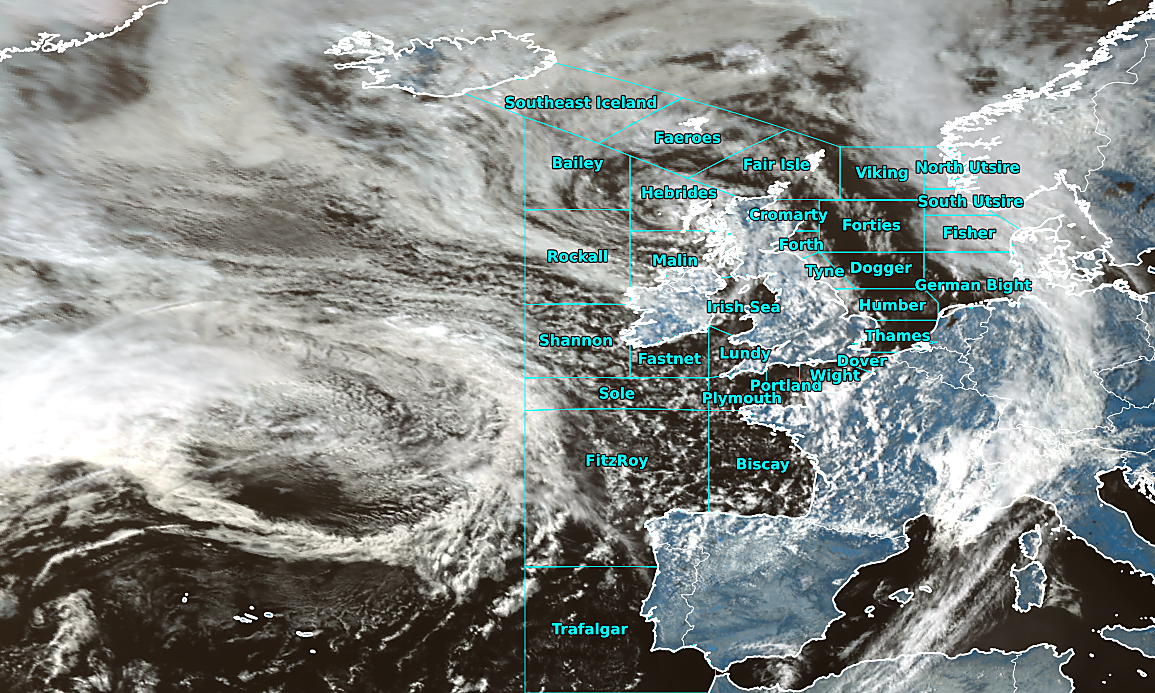 Southeast Iceland
Faeroes
Bailey
Fair Isle
North Utsire
Viking
Hebrides
South Utsire
Cromarty
Forties
Fisher
Forth
Rockall
Malin
Tyne
Dogger
German Bight
Irish Sea
Humber
Thames
Shannon
Fastnet
Lundy
Dover
Wight
Portland
Sole
Plymouth
FitzRoy
Biscay
Trafalgar